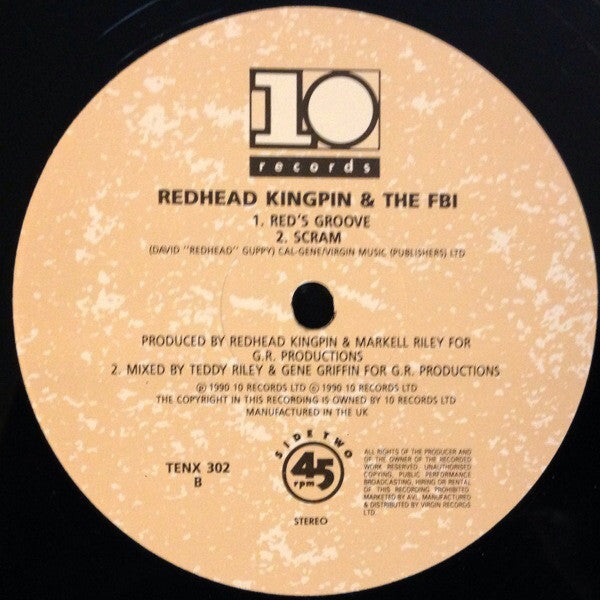 10
records
REDHEAD KINGPIN & THE FBI
1. RED'S GROOVE
2. SCRAM
(DAVID "REDHEAD" GUPPY) CAL-GENE/VIRGIN MUSIC (PUBLISHERS) LTD
PRODUCED BY REDHEAD KINGPIN & MARKELL RILEY FOR
G.R. PRODUCTIONS
2. MIXED BY TEDDY RILEY & GENE GRIFFIN FOR G.R. PRODUCTIONS
℗ 1990 10 RECORDS LTD © 1990 10 RECORDS LTD
THE COPYRIGHT IN THIS RECORDING IS OWNED BY 10 RECORDS LTD
MANUFACTURED IN THE UK
TENX 302
B
SIDE TWO
45
rpm
STEREO
ALL RIGHTS OF THE PRODUCER AND
OF THE OWNER OF THE RECORDED
WORK RESERVED. UNAUTHORISED
COPYING, PUBLIC PERFORMANCE
BROADCASTING, HIRING OR RENTAL
OF THIS RECORDING PROHIBITED.
MARKETED BY AVL. MANUFACTURED
& DISTRIBUTED BY VIRGIN RECORDS
LTD